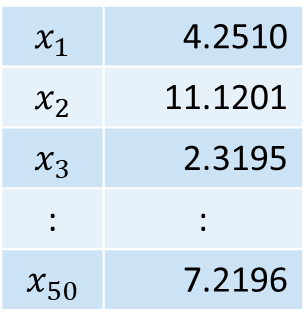 x₁ 4.2510
x₂ 11.1201
x₃ 2.3195
: :
x₅₀ 7.2196